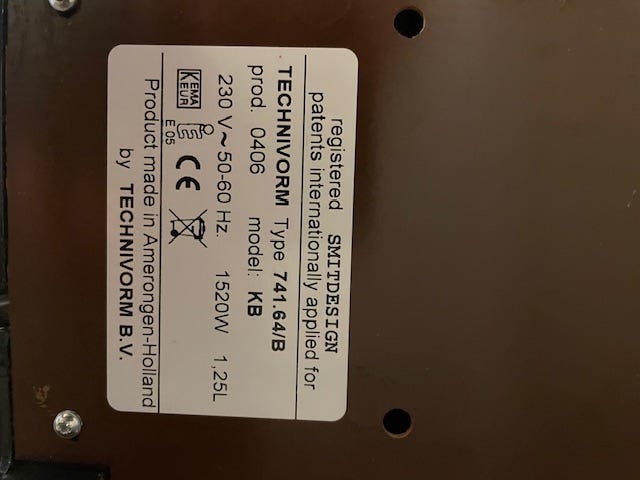 registered SMITDESIGN
patents internationally applied for
TECHNIVORM Type 741.64/B
prod. 0406 model: KB
230 V~50-60 Hz. 1520W 1,25L
KEMA
KEUR
E 05
CE
Product made in Amerongen-Holland
by TECHNIVORM B.V.